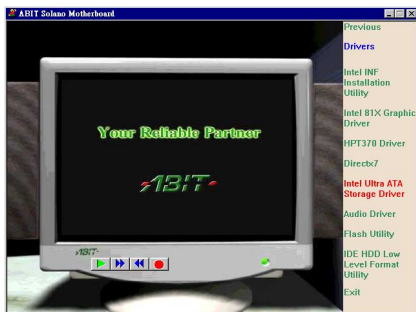 ABIT Solano Motherboard
Previous
Drivers
Intel INF
Installation
Utility
Intel 81X Graphic
Driver
HPT370 Driver
Directx7
Intel Ultra ATA
Storage Driver
Audio Driver
Flash Utility
IDE HDD Low
Level Format
Utility
Exit
Your Reliable Partner
ABIT
ABIT